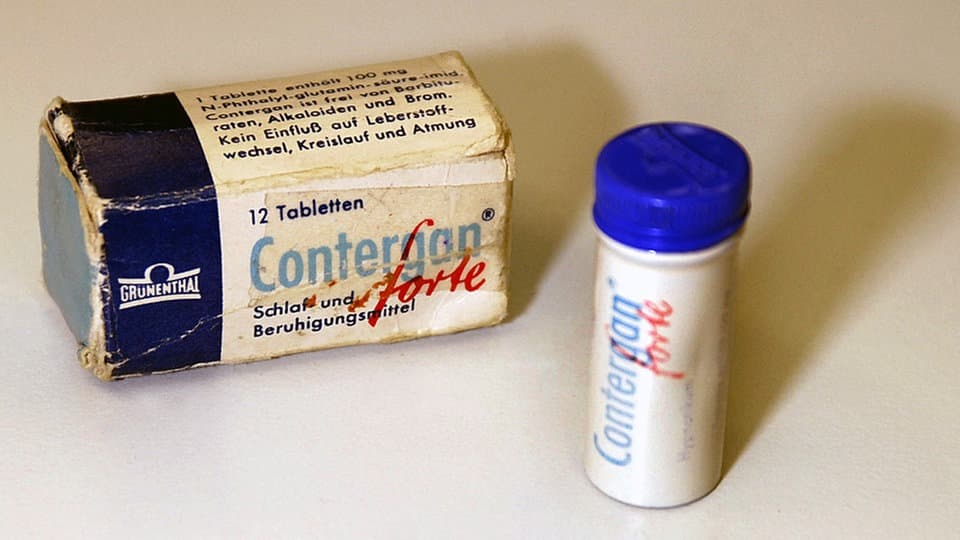 1 Tablette enthält 100 mg
N-Phthalyl-glutamin-säure-imid.
Contergan ist frei von Barbitu-
raten, Alkaloiden und Brom.
Kein Einfluß auf Leberstoff-
wechsel, Kreislauf und Atmung
12 Tabletten
Contergan®
forte
Schlaf- und
Beruhigungsmittel
GRÜNENTHAL
Contergan®
forte